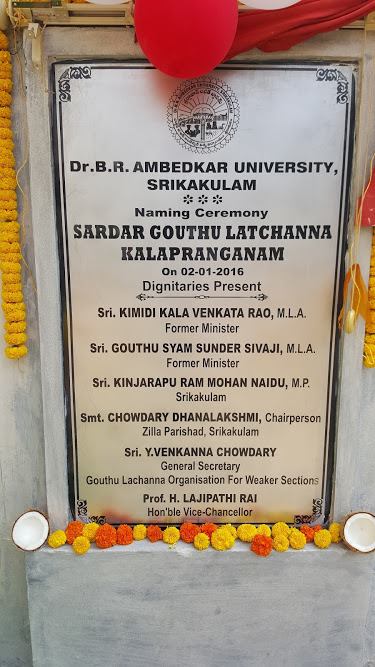 Dr.B.R. AMBEDKAR UNIVERSITY,
SRIKAKULAM
Naming Ceremony
SARDAR GOUTHU LATCHANNA
KALAPRANGANAM
On 02-01-2016
Dignitaries Present
Sri. KIMIDI KALA VENKATA RAO, M.L.A.
Former Minister
Sri. GOUTHU SYAM SUNDER SIVAJI, M.L.A.
Former Minister
Sri. KINJARAPU RAM MOHAN NAIDU, M.P.
Srikakulam
Smt. CHOWDARY DHANALAKSHMI, Chairperson
Zilla Parishad, Srikakulam
Sri. Y.VENKANNA CHOWDARY
General Secretary
Gouthu Lachanna Organisation For Weaker Sections
Prof. H. LAJIPATHI RAI
Hon'ble Vice-Chancellor